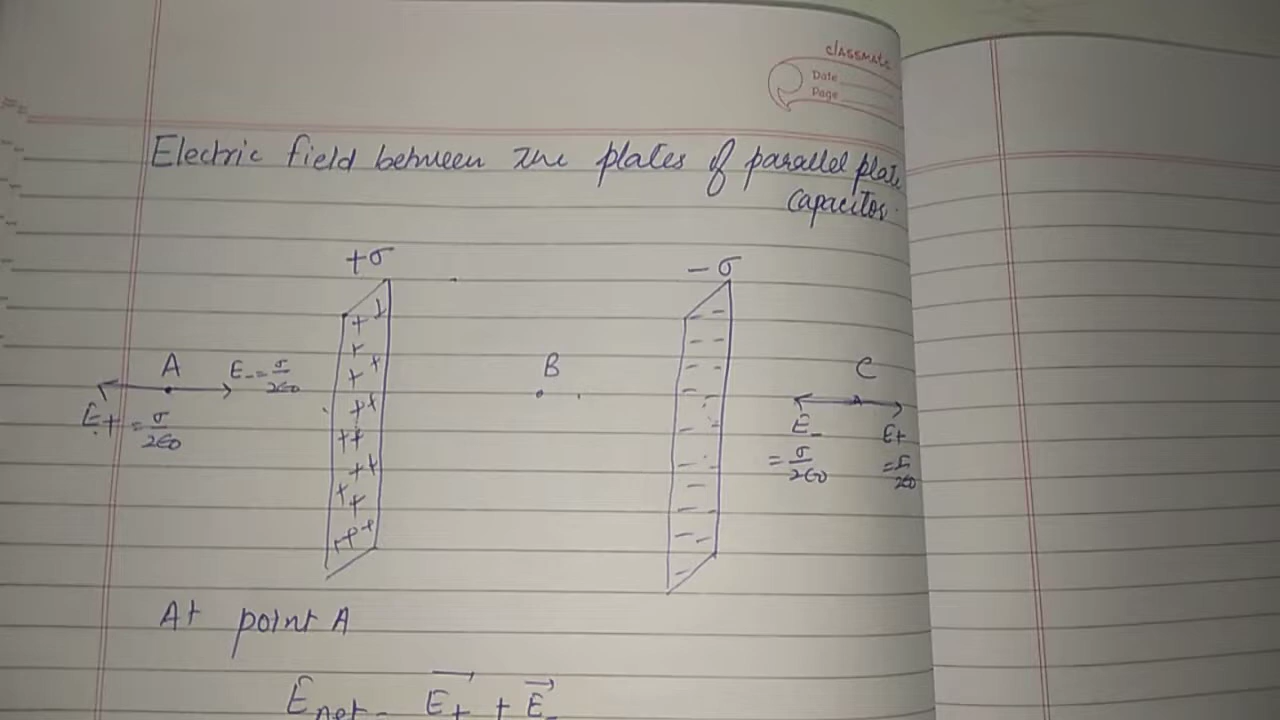 classmate
Date
Page
Electric field between the plates of parallel plate
capacitor.
+σ
-σ
A
E- = σ/2ε0
E+ = σ/2ε0
B
C
E-
= σ/2ε0
E+
= σ/2ε0
At point A
Enet = E+ + E-